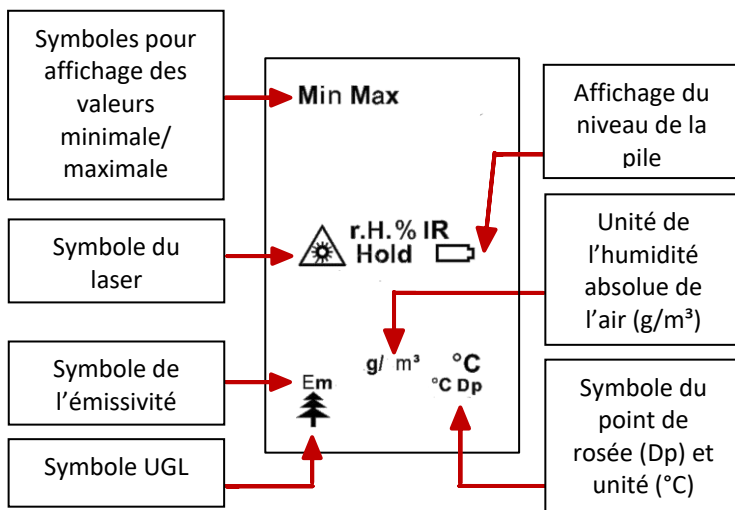 Symboles pour
affichage des
valeurs
minimale/
maximale
Min Max
Affichage du
niveau de la
pile
Symbole du
laser
r.H.% IR
Hold
Unité de
l’humidité
absolue de
l’air (g/m³)
Symbole de
l’émissivité
g/ m³ °C
Em °C Dp
Symbole du
point de
rosée (Dp) et
unité (°C)
Symbole UGL